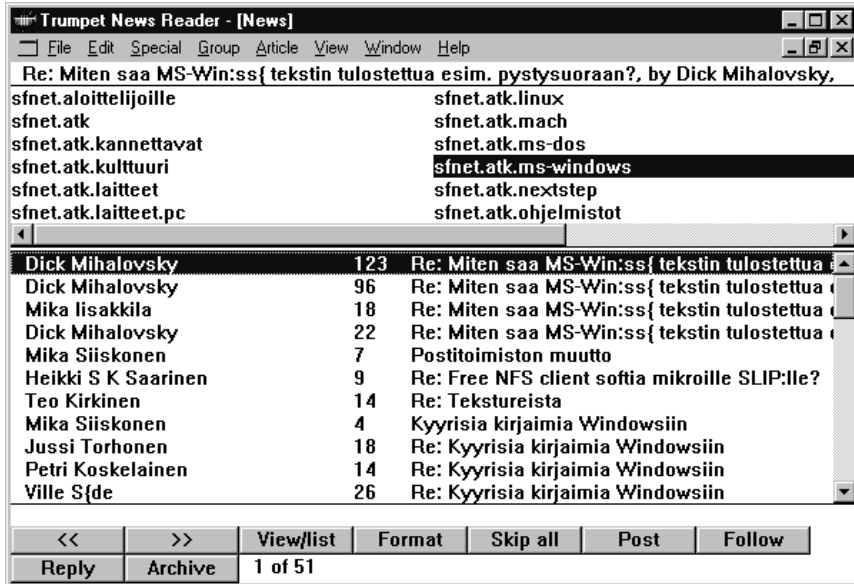 Trumpet News Reader - [News]
File Edit Special Group Article View Window Help
Re: Miten saa MS-Win:ss{ tekstin tulostettua esim. pystysuoraan?, by Dick Mihalovsky,
sfnet.aloittelijoille sfnet.atk.linux
sfnet.atk sfnet.atk.mach
sfnet.atk.kannettavat sfnet.atk.ms-dos
sfnet.atk.kulttuuri sfnet.atk.ms-windows
sfnet.atk.laitteet sfnet.atk.nextstep
sfnet.atk.laitteet.pc sfnet.atk.ohjelmistot
Dick Mihalovsky 123 Re: Miten saa MS-Win:ss{ tekstin tulostettua
Dick Mihalovsky 96 Re: Miten saa MS-Win:ss{ tekstin tulostettua
Mika Iisakkila 18 Re: Miten saa MS-Win:ss{ tekstin tulostettua
Dick Mihalovsky 22 Re: Miten saa MS-Win:ss{ tekstin tulostettua
Mika Siiskonen 7 Postitoimiston muutto
Heikki S K Saarinen 9 Re: Free NFS client softia mikroille SLIP:lle?
Teo Kirkinen 14 Re: Tekstureista
Mika Siiskonen 4 Kyyrisia kirjaimia Windowsiin
Jussi Torhonen 18 Re: Kyyrisia kirjaimia Windowsiin
Petri Koskelainen 14 Re: Kyyrisia kirjaimia Windowsiin
Ville S{de 26 Re: Kyyrisia kirjaimia Windowsiin
<< >> View/list Format Skip all Post Follow
Reply Archive 1 of 51